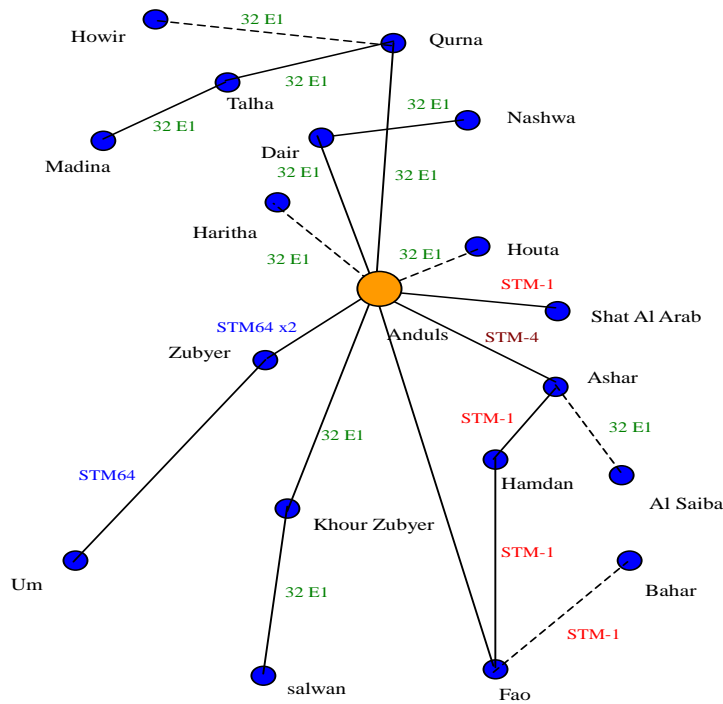 32 E1
Howir
Qurna
32 E1
Talha
32 E1
Nashwa
32 E1
Madina
Dair
32 E1
32 E1
Haritha
32 E1
32 E1
Houta
STM-1
Shat Al Arab
STM64 x2
Anduls
STM-4
Zubyer
Ashar
STM-1
32 E1
32 E1
STM64
Hamdan
Al Saiba
Khour Zubyer
STM-1
Um
Bahar
32 E1
STM-1
salwan
Fao